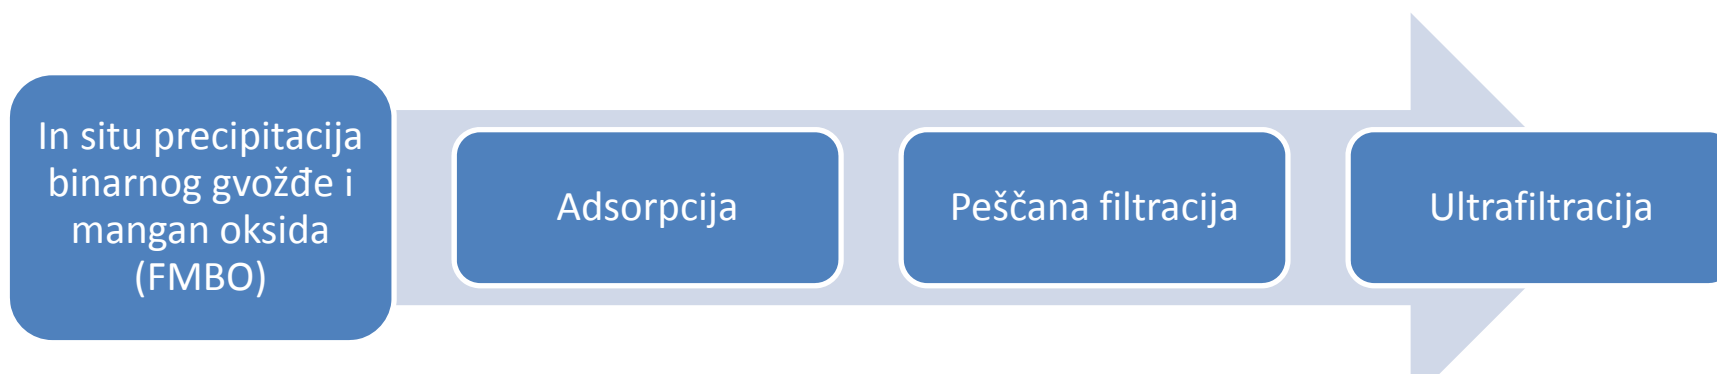 In situ precipitacija
binarnog gvožđe i
mangan oksida
(FMBO)
Adsorpcija
Peščana filtracija
Ultrafiltracija